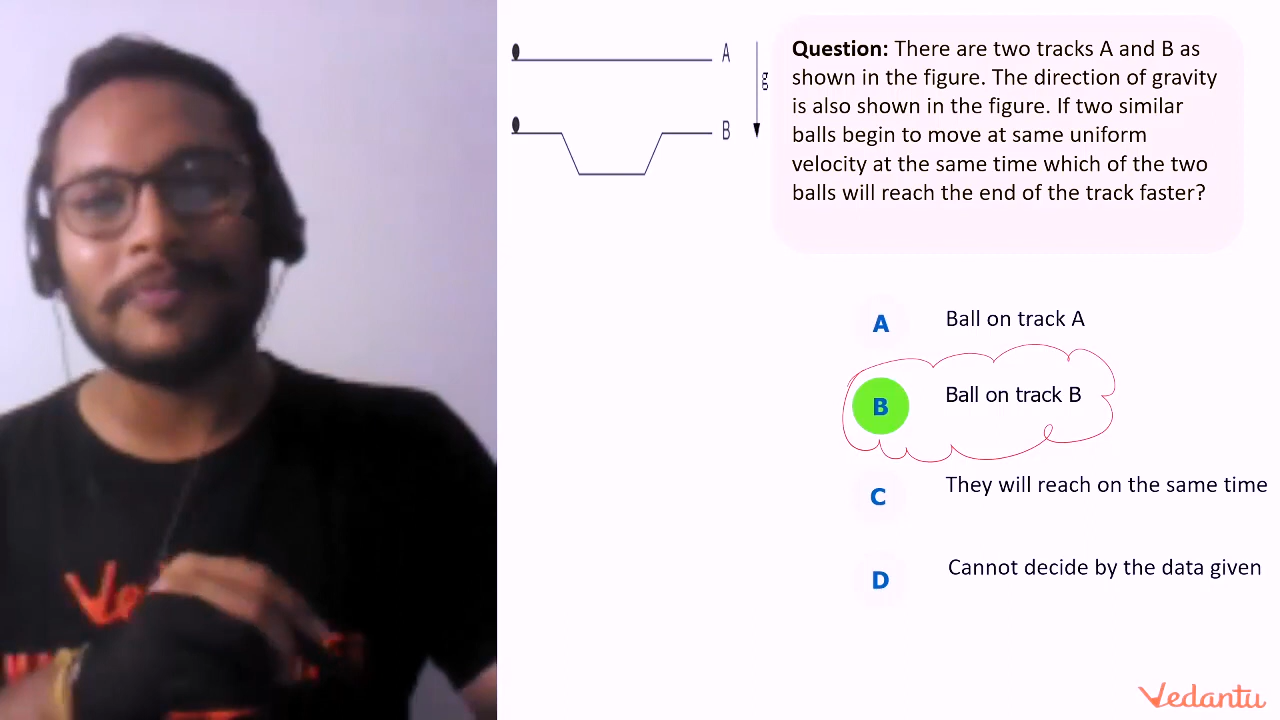 A
g
B
Question: There are two tracks A and B as
shown in the figure. The direction of gravity
is also shown in the figure. If two similar
balls begin to move at same uniform
velocity at the same time which of the two
balls will reach the end of the track faster?
A Ball on track A
B Ball on track B
C They will reach on the same time
D Cannot decide by the data given
Vedantu